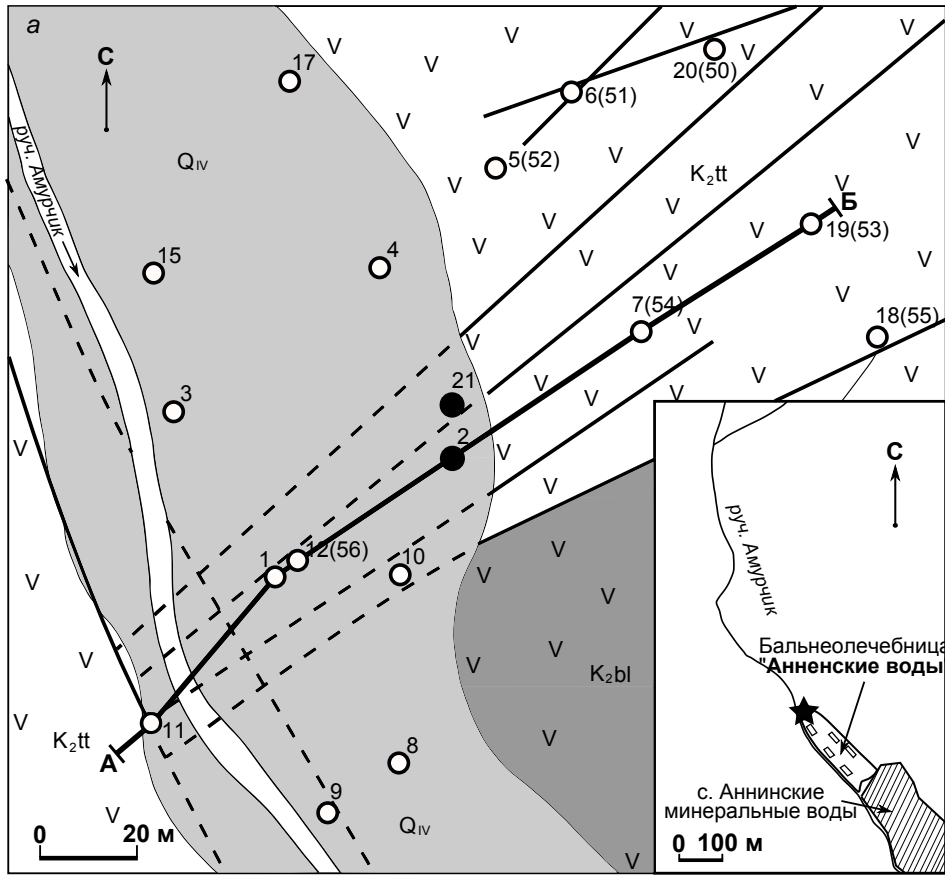 а
С
17
20(50)
6(51)
руч. Амурчик
Q IV
5(52)
K₂tt
Б
19(53)
15
4
7(54)
18(55)
3
21
2
С
1
12(56)
10
руч. Амурчик
Бальнеолечебница
"Анненские воды
K₂bl
11
K₂tt
А
8
9
с. Аннинские
минеральные воды
Q IV
0 20 м
0 100 м
V V V V V V V V V V V V V V V V V V V V V V V V V V V V V V V V V V V V V V V V V